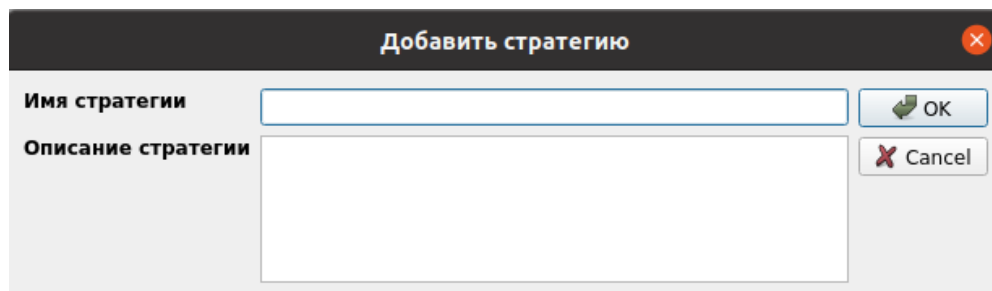 Добавить стратегию
Имя стратегии
OK
Описание стратегии
Cancel